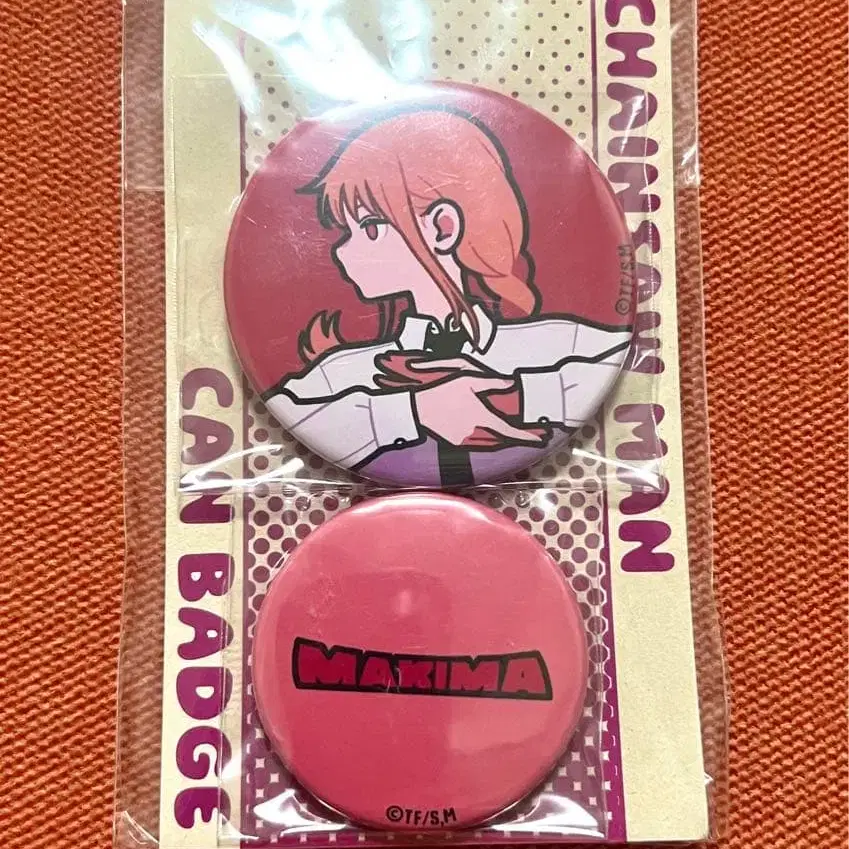 CHAINSAW MAN
©TF/S,M
CAN BADGE
MAKIMA
©TF/S,M